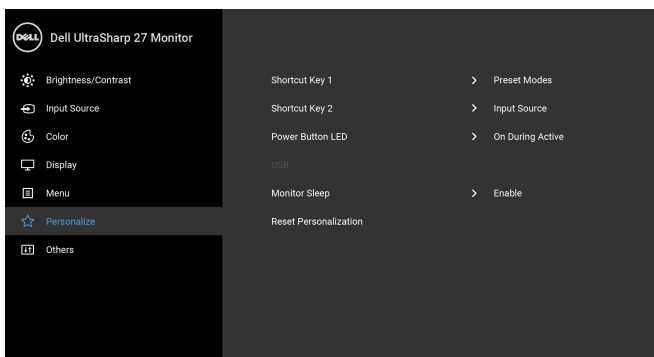 DELL Dell UltraSharp 27 Monitor
Brightness/Contrast
Shortcut Key 1 Preset Modes
Input Source
Shortcut Key 2 Input Source
Color
Power Button LED On During Active
Display
USB
Menu
Monitor Sleep Enable
Personalize
Reset Personalization
Others